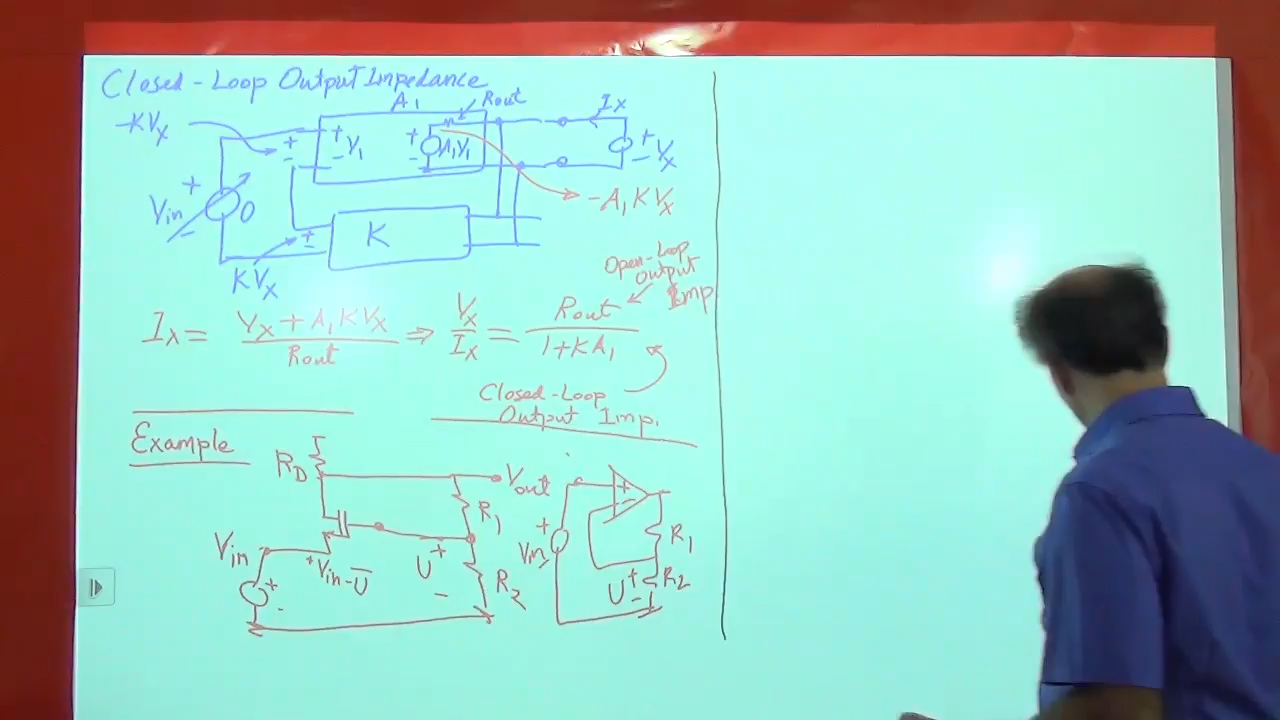 Closed-Loop Output Impedance
A1 Rout Ix
-KVx + V1 - + A1V1 - + - Vx
Vin + - 0 -A1KVx
K
KVx
Open-Loop
Output
Imp
Ix = Vx + A1KVx / Rout ⇒ Vx / Ix = Rout / 1+KA1
Closed-Loop
Output Imp.
Example
RD Vout
R1
Vin +Vin-U U + - R2
+ -
Vin + + - R1
U + - R2